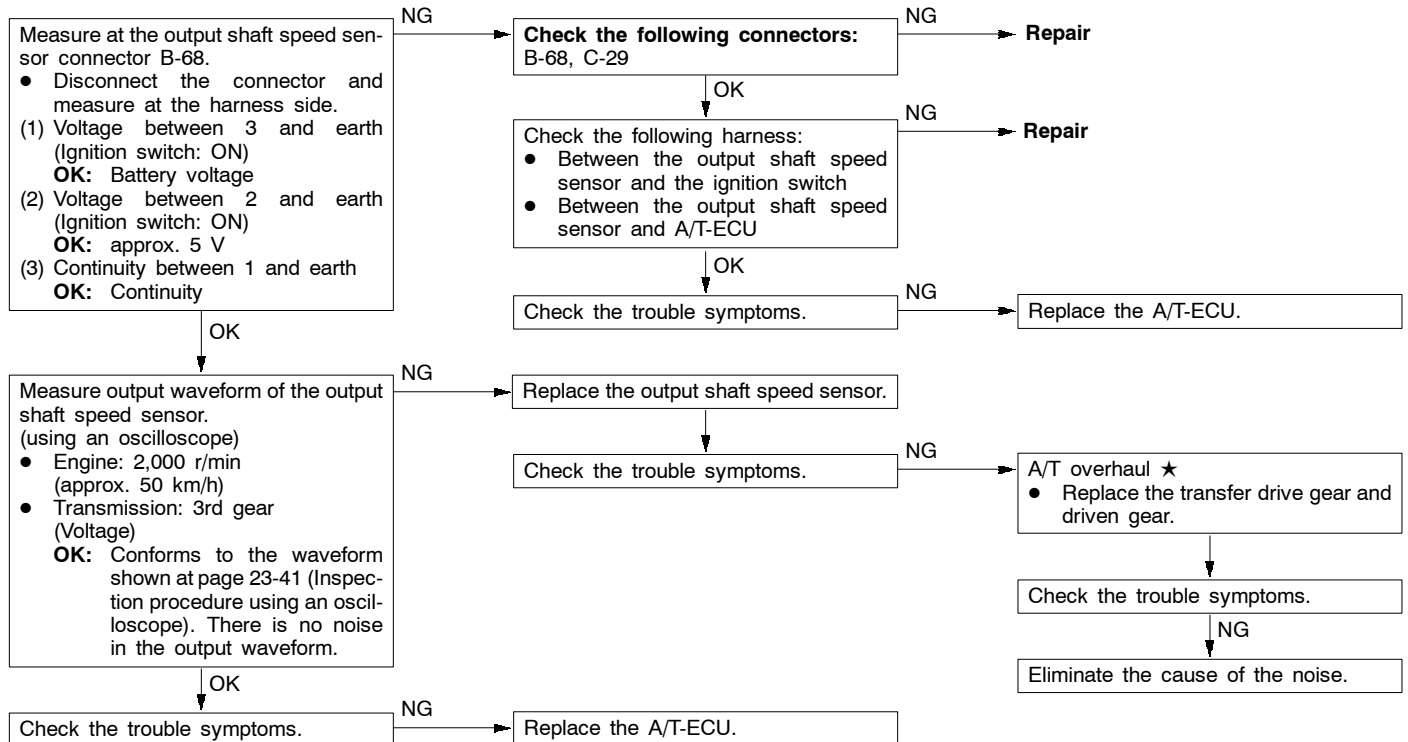 Measure at the output shaft speed sen-
sor connector B-68.
● Disconnect the connector and
measure at the harness side.
(1) Voltage between 3 and earth
(Ignition switch: ON)
OK: Battery voltage
(2) Voltage between 2 and earth
(Ignition switch: ON)
OK: approx. 5 V
(3) Continuity between 1 and earth
OK: Continuity
NG
Check the following connectors:
B-68, C-29
NG
Repair
OK
Check the following harness:
● Between the output shaft speed
sensor and the ignition switch
● Between the output shaft speed
sensor and A/T-ECU
NG
Repair
OK
Check the trouble symptoms.
NG
Replace the A/T-ECU.
OK
Measure output waveform of the output
shaft speed sensor.
(using an oscilloscope)
● Engine: 2,000 r/min
(approx. 50 km/h)
● Transmission: 3rd gear
(Voltage)
OK: Conforms to the waveform
shown at page 23-41 (Inspec-
tion procedure using an oscil-
loscope). There is no noise
in the output waveform.
NG
Replace the output shaft speed sensor.
Check the trouble symptoms.
NG
A/T overhaul ★
● Replace the transfer drive gear and
driven gear.
Check the trouble symptoms.
NG
Eliminate the cause of the noise.
OK
Check the trouble symptoms.
NG
Replace the A/T-ECU.